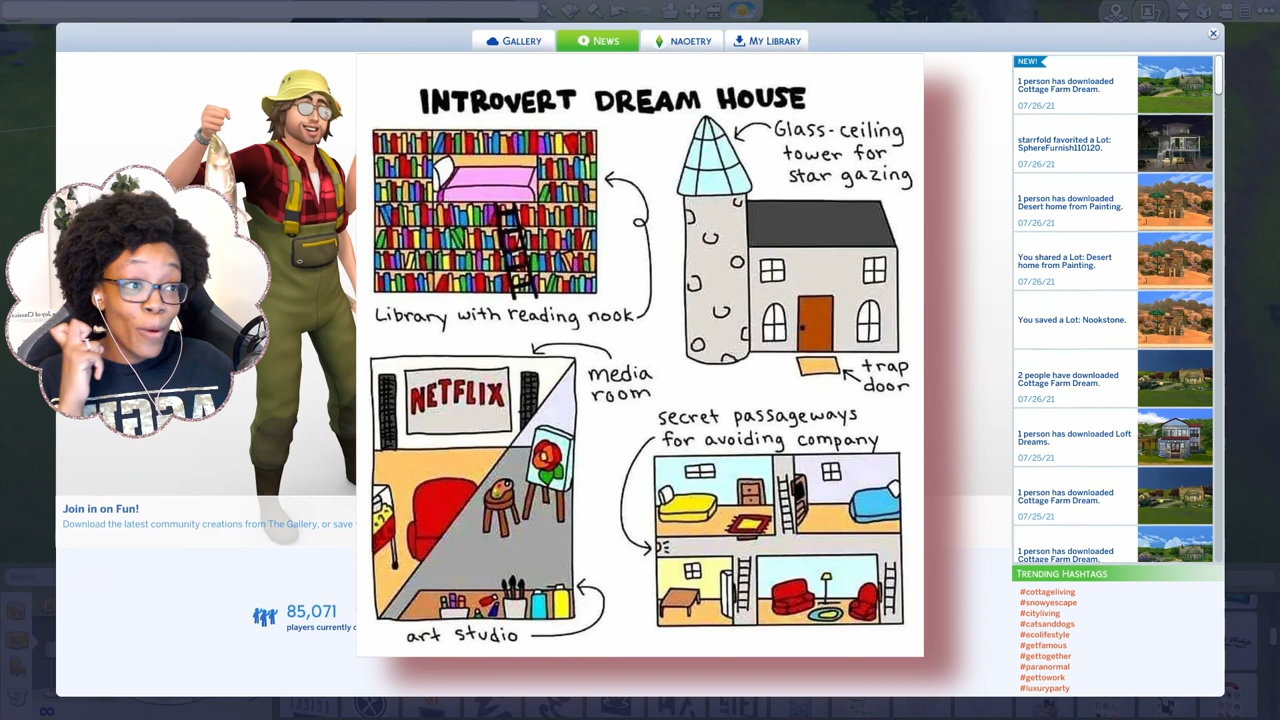 GALLERY
NEWS
NAOETRY
MY LIBRARY
INTROVERT DREAM HOUSE
Glass-ceiling
tower for
star gazing
Library with reading nook
trap
door
NETFLIX
media
room
art studio
secret passageways
for avoiding company
Join in on Fun!
Download the latest community creations from The Gallery, or save
85,071
players currently
NEW!
1 person has downloaded
Cottage Farm Dream.
07/26/21
starrfold favorited a Lot:
SphereFurnish110120.
07/26/21
1 person has downloaded
Desert home from Painting.
07/26/21
You shared a Lot: Desert
home from Painting.
07/26/21
You saved a Lot: Nookstone.
2 people have downloaded
Cottage Farm Dream.
07/26/21
1 person has downloaded Loft
Dreams.
07/25/21
1 person has downloaded
Cottage Farm Dream.
07/25/21
1 person has downloaded
Cottage Farm Dream.
TRENDING HASHTAGS
#cottageliving
#snowyescape
#cityliving
#catsanddogs
#ecolifestyle
#getfamous
#gettogether
#paranormal
#gettowork
#luxuryparty